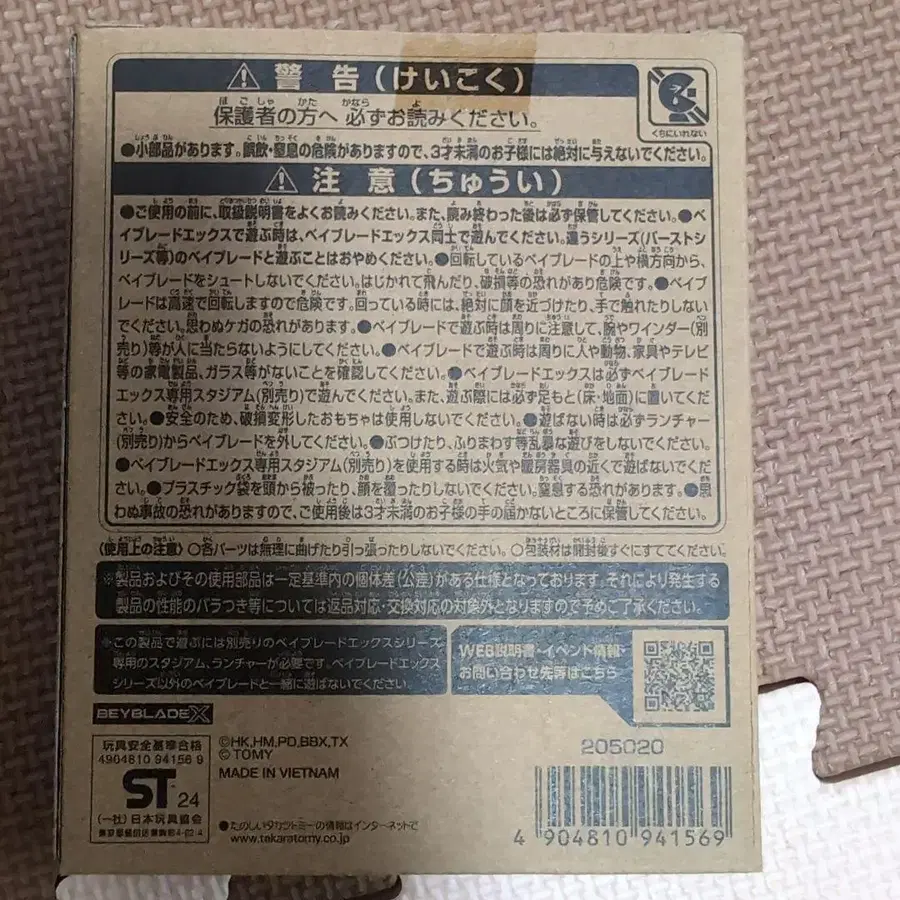 ⚠ 警告(けいこく)
保護者の方へ 必ずお読みください。
くちにいれない
●小部品があります。誤飲・窒息の危険がありますので、3才未満のお子様には絶対に与えないでください。
⚠ 注意(ちゅうい)
●ご使用の前に、取扱説明書をよくお読みください。また、読み終わった後は必ず保管してください。●ベ
イブレードエックスで遊ぶ時は、ベイブレードエックス同士で遊んでください。違うシリーズ(バーストシ
リーズ等)のベイブレードと遊ぶことはおやめください。●回転しているベイブレードの上や横方向から、
ベイブレードをシュートしないでください。はじかれて飛んだり、破損等の恐れがあり危険です。●ベイブ
レードは高速で回転しますので危険です。回っている時には、絶対に顔を近づけたり、手で触れたりしない
でください。思わぬケガの恐れがあります。●ベイブレードで遊ぶ時は周りに注意して、腕やワインダー(別
売り)等が人に当たらないようにしてください。●ベイブレードで遊ぶ時は周りに人や動物、家具やテレビ
等の家電製品、ガラス等がないことを確認してください。●ベイブレードエックスは必ずベイブレード
エックス専用スタジアム(別売り)で遊んでください。また、遊ぶ際には必ず足もと(床・地面)に置いてくださ
い。●安全のため、破損変形したおもちゃは使用しないでください。●遊ばない時は必ずランチャー
(別売り)からベイブレードを外してください。●ぶつけたり、ふりまわす等乱暴な遊びをしないでください。
●ベイブレードエックス専用スタジアム(別売り)を使用する時は火気や暖房器具の近くで遊ばないでくださ
い。●プラスチック袋を頭から被ったり、顔を覆ったりしないでください。窒息する恐れがあります。●思
わぬ事故の恐れがありますので、ご使用後は3才未満のお子様の手の届かないところに保管してください。
〈使用上の注意〉○各パーツは無理に曲げたり引っ張ったりしないでください。○包装材は開封後すぐにすててください。
※製品およびその使用部品は一定基準内の個体差(公差)がある仕様となっております。それにより発生する
製品の性能のバラつき等については返品対応・交換対応の対象外となりますので予めご了承ください。
※この製品で遊ぶには別売りのベイブレードエックスシリーズ
専用のスタジアム、ランチャーが必要です。ベイブレードエックス
シリーズ以外のベイブレードと一緒に遊ばないでください。
WEB説明書・イベント情報・
お問い合わせ先等はこちら
BEYBLADE X
玩具安全基準合格
4904810 94156 9
ST 24
(一社)日本玩具協会
©HK,HM,PD,BBX,TX
©TOMY
MADE IN VIETNAM
●たのしいタカラトミーの情報はインターネットで
www.takaratomy.co.jp
205020
4 904810 941569